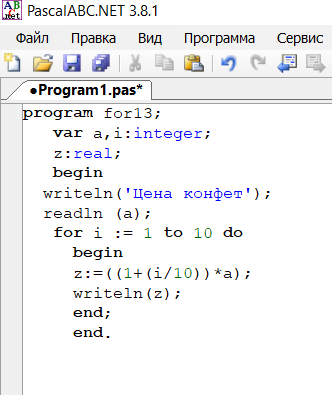 PascalABC.NET 3.8.1
Файл Правка Вид Программа Сервис
●Program1.pas*
program for13;
var a,i:integer;
z:real;
begin
writeln('Цена конфет');
readln (a);
for i := 1 to 10 do
begin
z:=((1+(i/10))*a);
writeln(z);
end;
end.